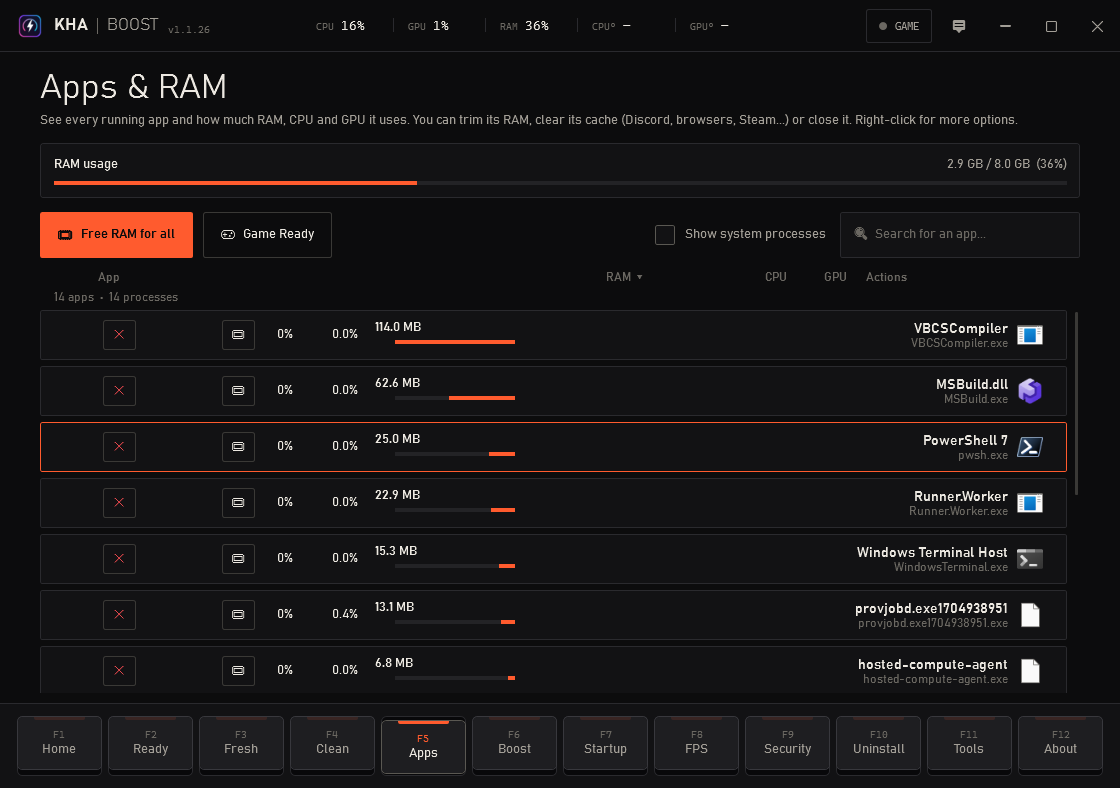 KHA | BOOST v1.1.26
CPU 16% GPU 1% RAM 36% CPU° — GPU° —
GAME
Apps & RAM
See every running app and how much RAM, CPU and GPU it uses. You can trim its RAM, clear its cache (Discord, browsers, Steam...) or close it. Right-click for more options.
RAM usage 2.9 GB / 8.0 GB (36%)
Free RAM for all Game Ready Show system processes Search for an app...
App RAM ▾ CPU GPU Actions
14 apps • 14 processes
0% 0.0% 114.0 MB VBCSCompiler
VBCSCompiler.exe
0% 0.0% 62.6 MB MSBuild.dll
MSBuild.exe
0% 0.0% 25.0 MB PowerShell 7
pwsh.exe
0% 0.0% 22.9 MB Runner.Worker
Runner.Worker.exe
0% 0.0% 15.3 MB Windows Terminal Host
WindowsTerminal.exe
0% 0.4% 13.1 MB provjobd.exe1704938951
provjobd.exe1704938951.exe
0% 0.0% 6.8 MB hosted-compute-agent
hosted-compute-agent.exe
F1 F2 F3 F4 F5 F6 F7 F8 F9 F10 F11 F12
Home Ready Fresh Clean Apps Boost Startup FPS Security Uninstall Tools About